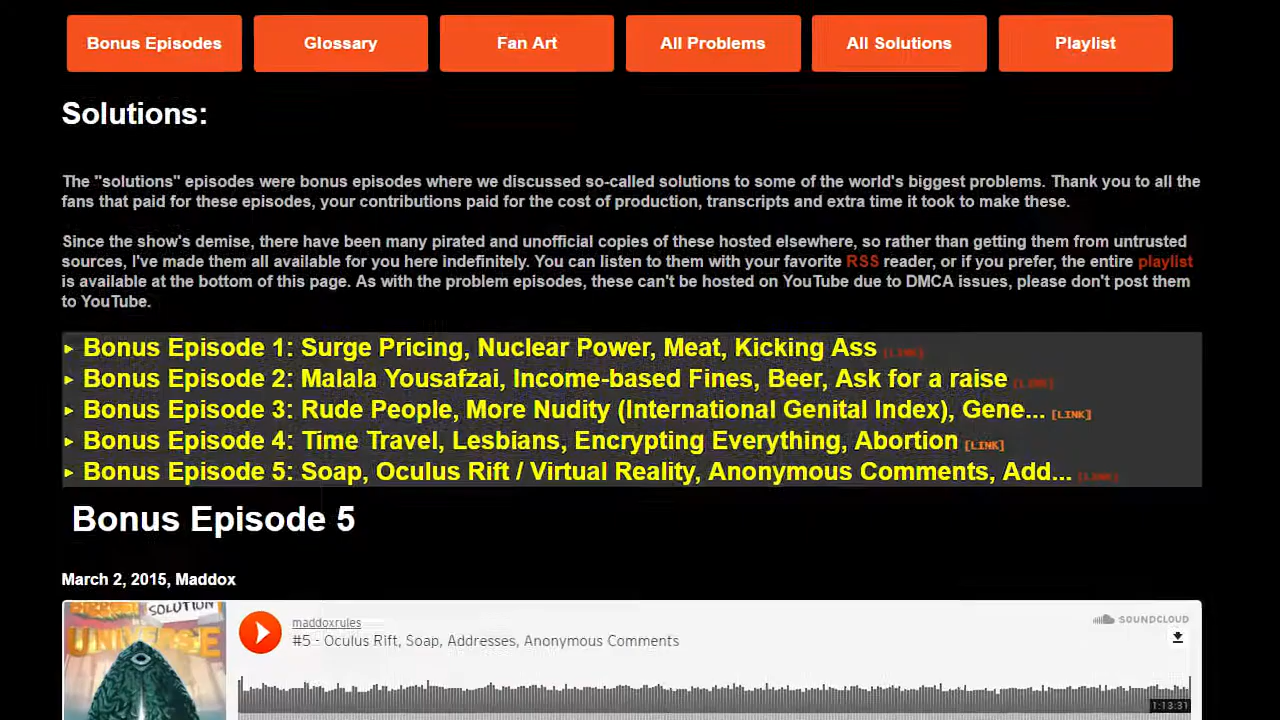 Bonus Episodes
Glossary
Fan Art
All Problems
All Solutions
Playlist
Solutions:
The "solutions" episodes were bonus episodes where we discussed so-called solutions to some of the world's biggest problems. Thank you to all the
fans that paid for these episodes, your contributions paid for the cost of production, transcripts and extra time it took to make these.
Since the show's demise, there have been many pirated and unofficial copies of these hosted elsewhere, so rather than getting them from untrusted
sources, I've made them all available for you here indefinitely. You can listen to them with your favorite RSS reader, or if you prefer, the entire playlist
is available at the bottom of this page. As with the problem episodes, these can't be hosted on YouTube due to DMCA issues, please don't post them
to YouTube.
Bonus Episode 1: Surge Pricing, Nuclear Power, Meat, Kicking Ass [LINK]
Bonus Episode 2: Malala Yousafzai, Income-based Fines, Beer, Ask for a raise [LINK]
Bonus Episode 3: Rude People, More Nudity (International Genital Index), Gene... [LINK]
Bonus Episode 4: Time Travel, Lesbians, Encrypting Everything, Abortion [LINK]
Bonus Episode 5: Soap, Oculus Rift / Virtual Reality, Anonymous Comments, Add... [LINK]
Bonus Episode 5
March 2, 2015, Maddox
SOLUTION
UNIVERSE
maddoxrules
SOUNDCLOUD
#5 - Oculus Rift, Soap, Addresses, Anonymous Comments
1:13:31